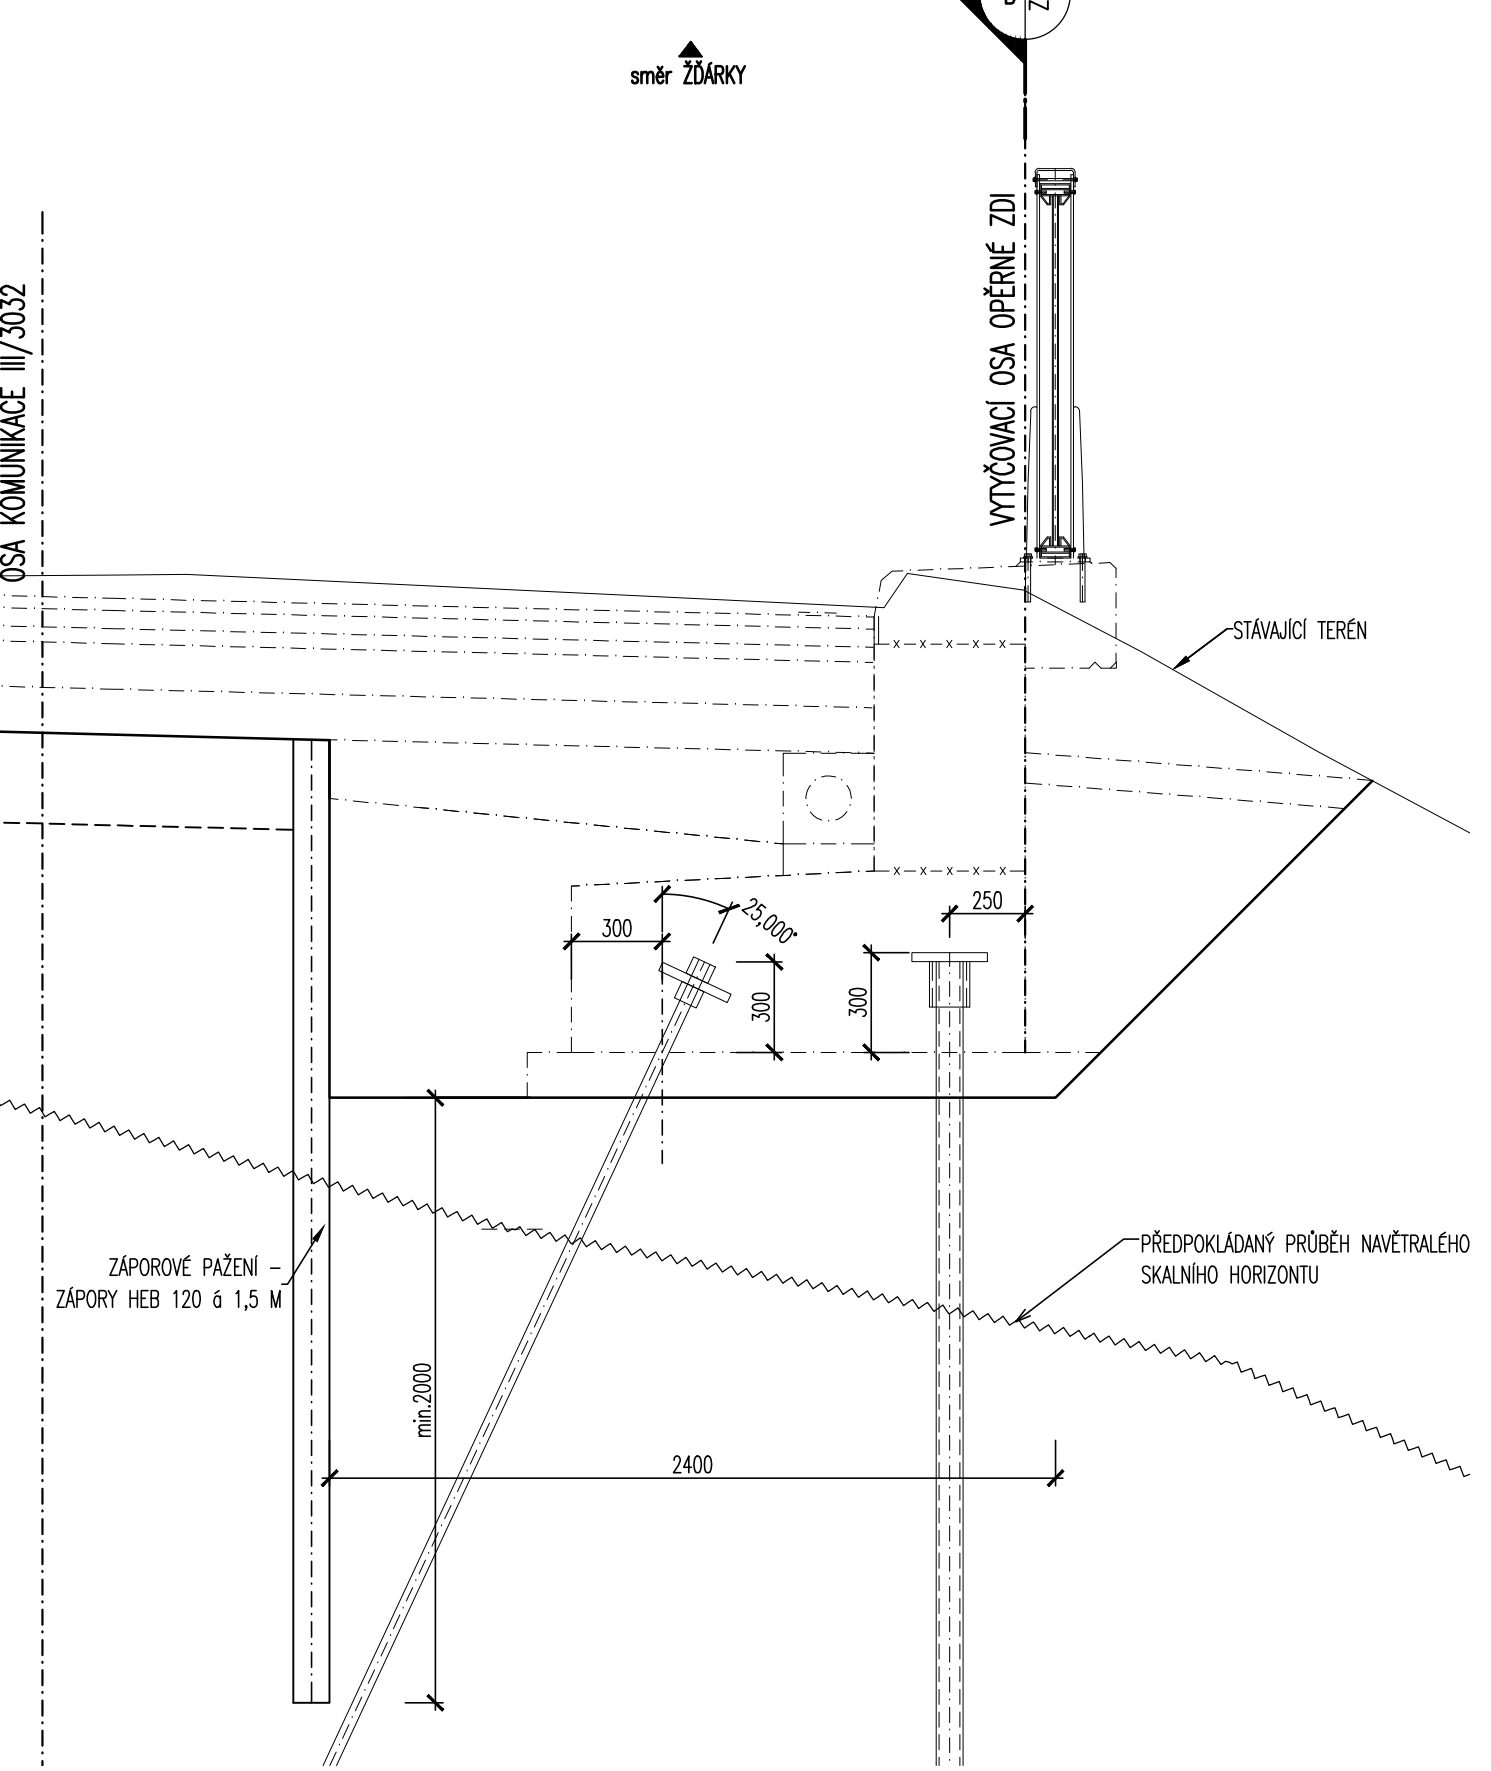 směr ŽĎÁRKY
OSA KOMUNIKACE III/3032
VYTYČOVACÍ OSA OPĚRNÉ ZDI
STÁVAJÍCÍ TERÉN
250
25,000°
300
300
300
PŘEDPOKLÁDANÝ PRŮBĚH NAVĚTRALÉHO
SKALNÍHO HORIZONTU
ZÁPOROVÉ PAŽENÍ –
ZÁPORY HEB 120 á 1,5 M
min.2000
2400